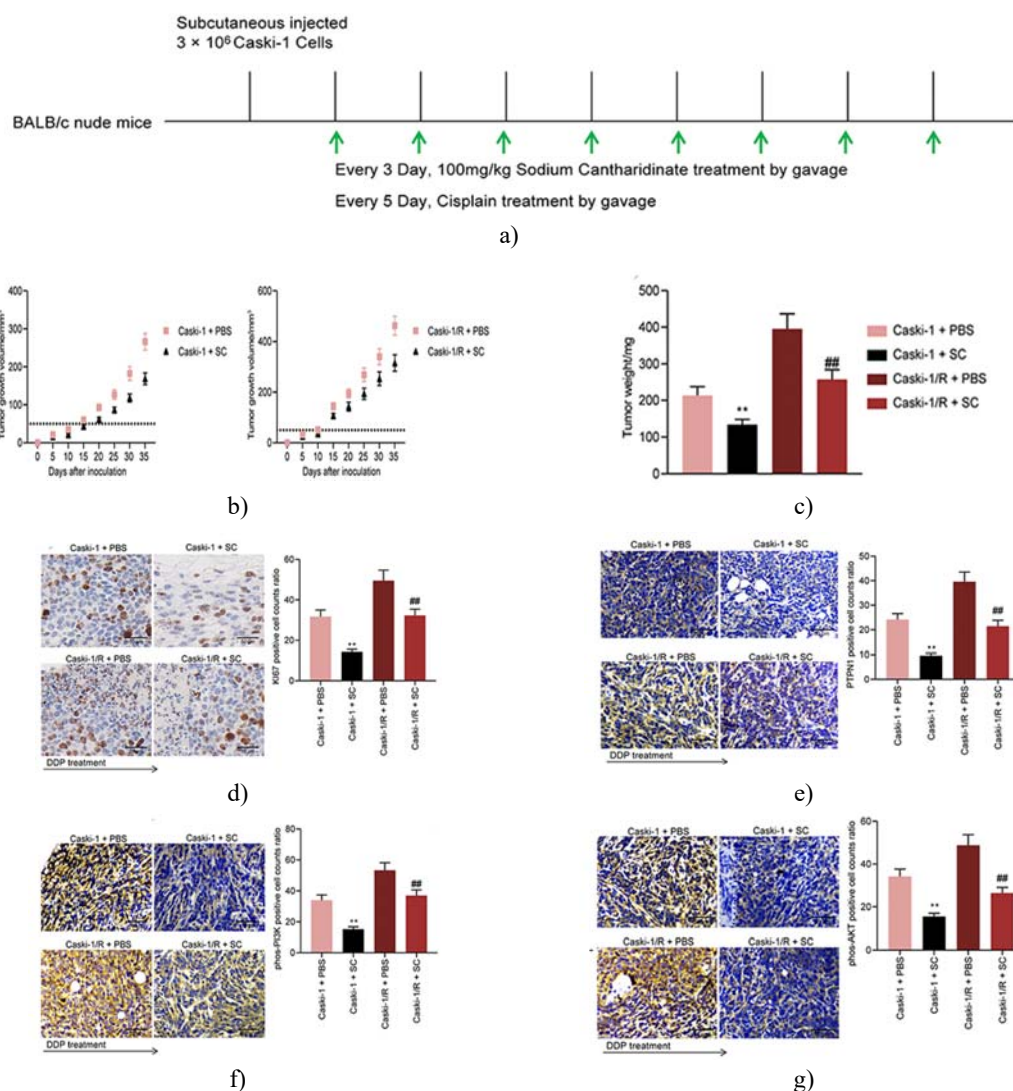 Subcutaneous injected
3 × 10⁶ Caski-1 Cells
BALB/c nude mice
Every 3 Day, 100mg/kg Sodium Cantharidinate treatment by gavage
Every 5 Day, Cisplain treatment by gavage
a)
Tumor growth volume/mm³
400
300
200
100
0
0 5 10 15 20 25 30 35
Days after inoculation
Caski-1 + PBS
Caski-1 + SC
Tumor growth volume/mm³
600
400
200
0
0 5 10 15 20 25 30 35
Days after inoculation
Caski-1/R + PBS
Caski-1/R + SC
b)
Tumor weight/mg
500
400
300
200
100
0
**
##
Caski-1 + PBS
Caski-1 + SC
Caski-1/R + PBS
Caski-1/R + SC
c)
Caski-1 + PBS Caski-1 + SC
Caski-1/R + PBS Caski-1/R + SC
DDP treatment
Ki67 positive cell counts ratio
60
40
20
0
**
##
Caski-1 + PBS
Caski-1 + SC
Caski-1/R + PBS
Caski-1/R + SC
d)
Caski-1 + PBS Caski-1 + SC
Caski-1/R + PBS Caski-1/R + SC
DDP treatment
PTPN1 positive cell counts ratio
50
40
30
20
10
0
**
##
Caski-1 + PBS
Caski-1 + SC
Caski-1/R + PBS
Caski-1/R + SC
e)
Caski-1 + PBS Caski-1 + SC
Caski-1/R + PBS Caski-1/R + SC
DDP treatment
phos-PI3K positive cell counts ratio
80
60
40
20
0
**
##
Caski-1 + PBS
Caski-1 + SC
Caski-1/R + PBS
Caski-1/R + SC
f)
Caski-1 + PBS Caski-1 + SC
Caski-1/R + PBS Caski-1/R + SC
DDP treatment
phos-AKT positive cell counts ratio
60
40
20
0
**
##
Caski-1 + PBS
Caski-1 + SC
Caski-1/R + PBS
Caski-1/R + SC
g)